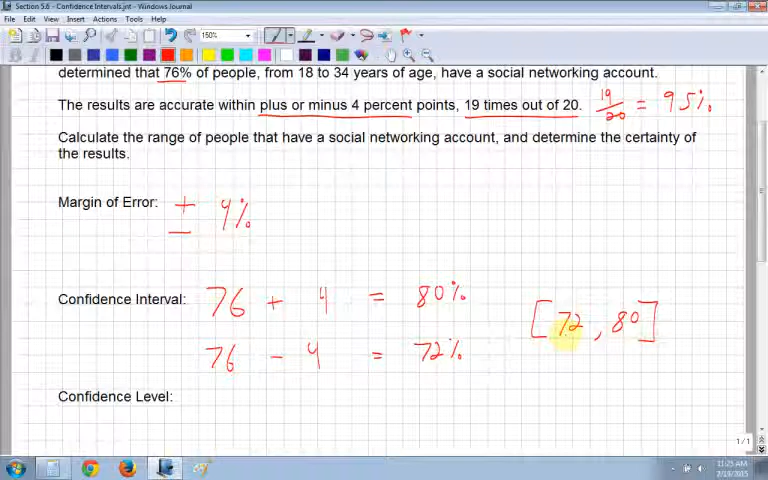 Section 5.6 - Confidence Intervals.jnt - Windows Journal
File Edit View Insert Actions Tools Help
150%
determined that 76% of people, from 18 to 34 years of age, have a social networking account.
The results are accurate within plus or minus 4 percent points, 19 times out of 20. 19/20 = 95%
Calculate the range of people that have a social networking account, and determine the certainty of
the results.
Margin of Error: ± 4%
Confidence Interval: 76 + 4 = 80%
[72, 80]
76 - 4 = 72%
Confidence Level:
1/1
11:25 AM